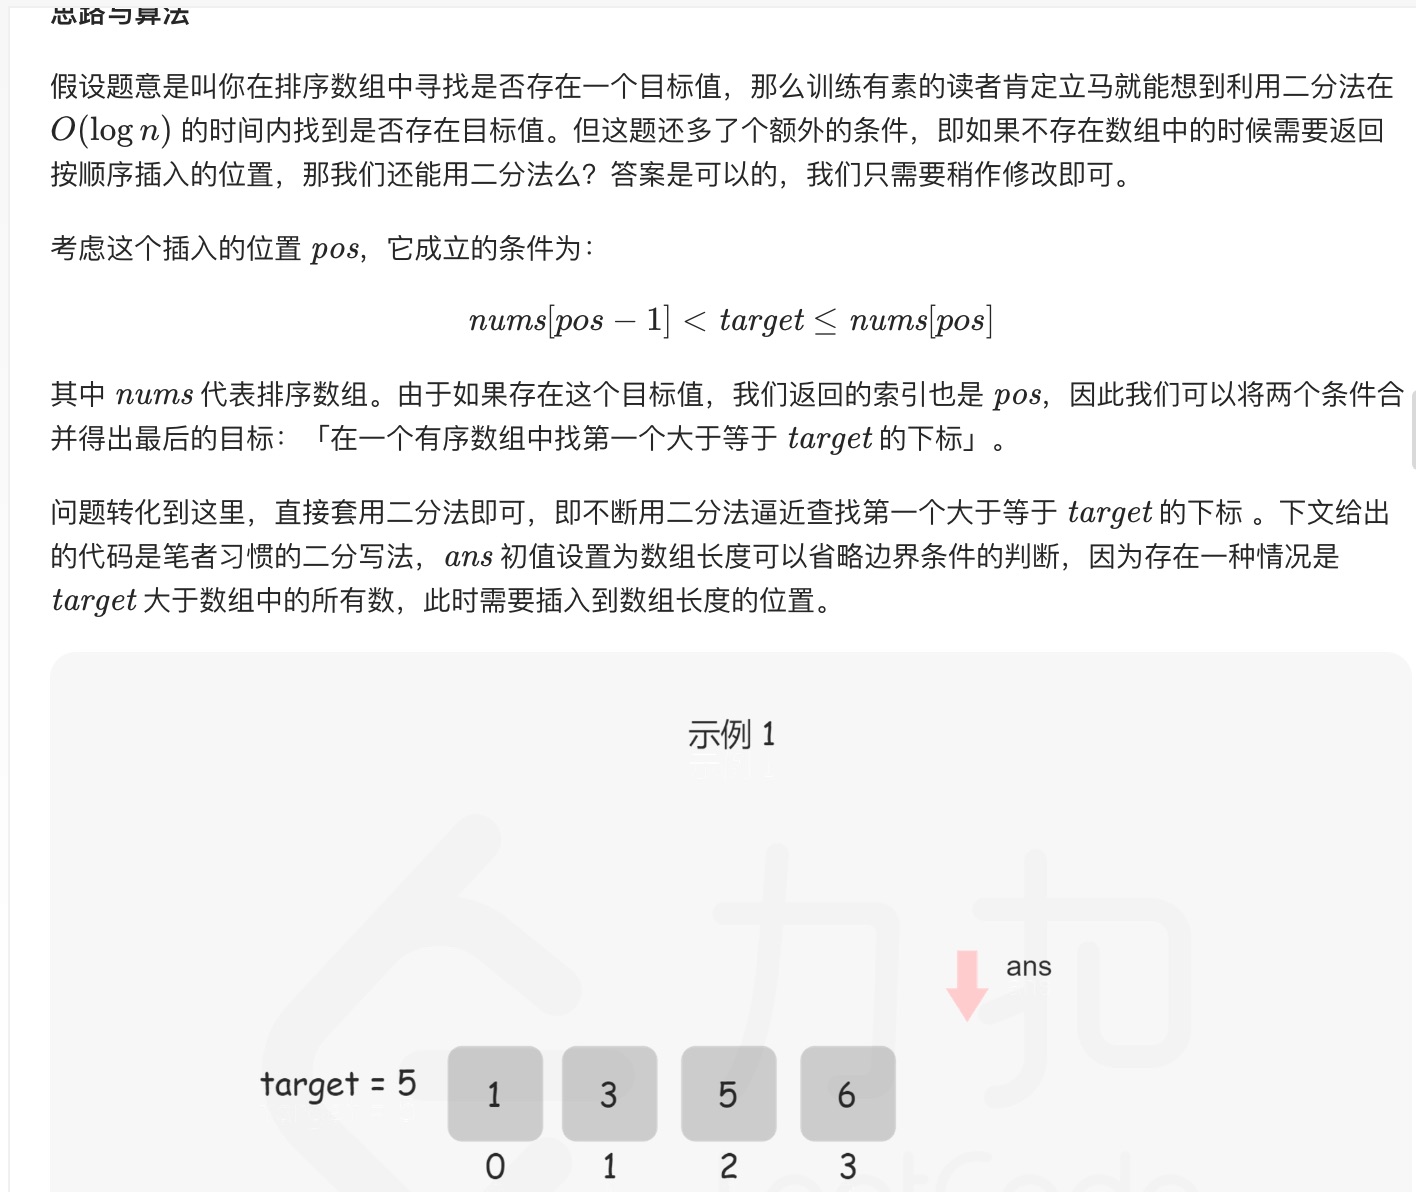 思路与算法
假设题意是叫你在排序数组中寻找是否存在一个目标值，那么训练有素的读者肯定立马就能想到利用二分法在
O(log n) 的时间内找到是否存在目标值。但这题还多了个额外的条件，即如果不存在数组中的时候需要返回
按顺序插入的位置，那我们还能用二分法么？答案是可以的，我们只需要稍作修改即可。
考虑这个插入的位置 pos，它成立的条件为：
nums[pos − 1] < target ≤ nums[pos]
其中 nums 代表排序数组。由于如果存在这个目标值，我们返回的索引也是 pos，因此我们可以将两个条件合
并得出最后的目标：「在一个有序数组中找第一个大于等于 target 的下标」。
问题转化到这里，直接套用二分法即可，即不断用二分法逼近查找第一个大于等于 target 的下标 。下文给出
的代码是笔者习惯的二分写法，ans 初值设置为数组长度可以省略边界条件的判断，因为存在一种情况是
target 大于数组中的所有数，此时需要插入到数组长度的位置。
示例 1
力扣
ans
target = 5 1 3 5 6
0 1 2 3
LeetCode